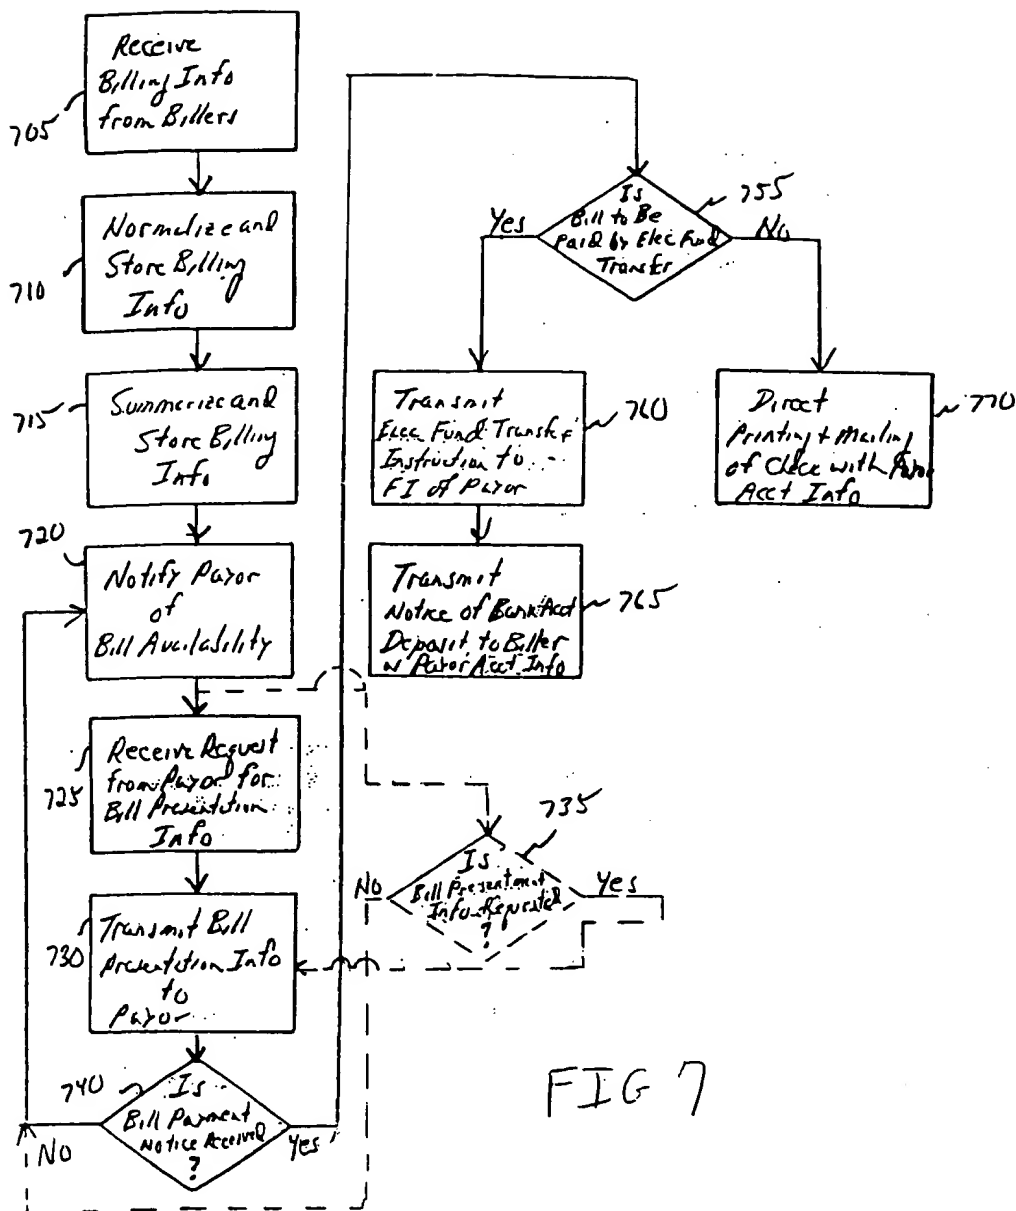 Receive
Billing Info
from Billers
705
Normalize and
Store Billing
Info
710
Summarize and
Store Billing
Info
715
720
Notify Payor
of
Bill Availability
Receive Request
from Payor for
Bill Presentation
Info
725
Transmit Bill
Presentation Info
to
Payor
730
740
Is
Bill Payment
Notice Received
?
No
Yes
Is
Bill Presentment
Info Requested
?
735
No
Yes
Is
Bill to Be
Paid by Elec Fund
Transfer
755
Yes
No
Transmit
Elec Fund Transfer
Instruction to
FI of Payor
760
Transmit
Notice of Bank Acct
Deposit to Biller
w Payor Acct Info
765
Direct
Printing + Mailing
of Check with Payor
Acct Info
770
FIG 7